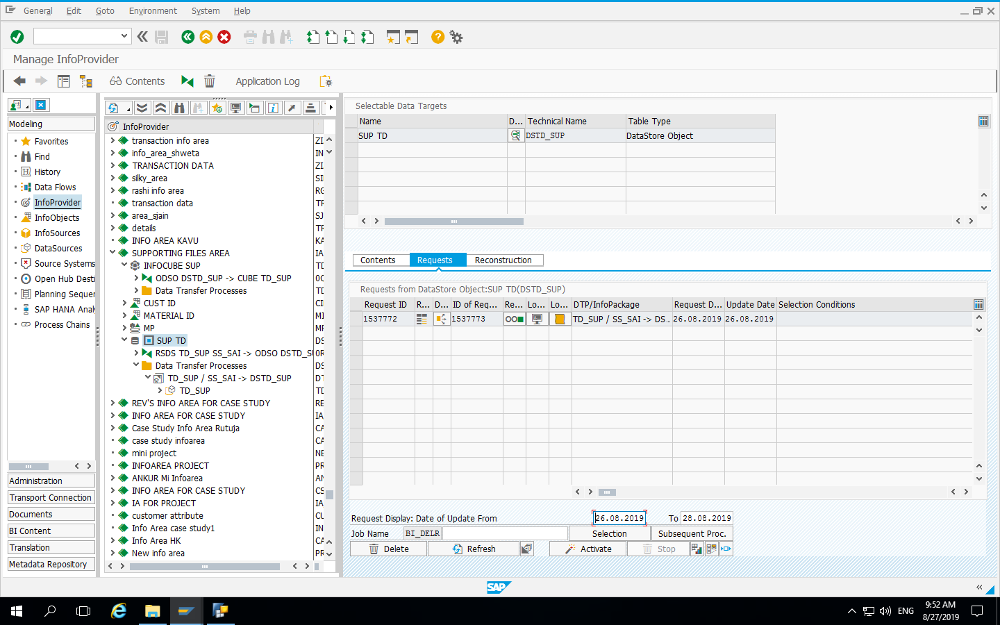 General Edit Goto Environment System Help
Manage InfoProvider
Contents Application Log
Modeling
Favorites
Find
History
Data Flows
InfoProvider
InfoObjects
InfoSources
DataSources
Source Systems
Open Hub Desti
Planning Sequer
SAP HANA Anal
Process Chains
Administration
Transport Connection
Documents
BI Content
Translation
Metadata Repository
InfoProvider
transaction info area ZI
info_area_shweta IN
TRANSACTION DATA ZI
silky_area SI
rashi info area RG
transaction data TR
area_sjain SJ
details TR
INFO AREA KAVU KA
SUPPORTING FILES AREA IA
INFOCUBE SUP TD
ODSO DSTD_SUP -> CUBE TD_SUP 0C
Data Transfer Processes TD
CUST ID CI
MATERIAL ID MI
MP MP
SUP TD DS
RSDS TD_SUP SS_SAI -> ODSO DSTD_SU 0R
Data Transfer Processes DS
TD_SUP / SS_SAI -> DSTD_SUP DT
TD_SUP TD
REV'S INFO AREA FOR CASE STUDY RE
INFO AREA FOR CASE STUDY IA
Case Study Info Area Rutuja CA
case study infoarea CA
mini project NE
INFOAREA PROJECT PR
ANKUR Mi Infoarea AN
INFO AREA FOR CASE STUDY CS
IA FOR PROJECT IA
customer attribute CU
Info Area case study1 IN
Info Area HK CA
New info area PR
Selectable Data Targets
Name D... Technical Name Table Type
SUP TD DSTD_SUP DataStore Object
Contents Requests Reconstruction
Requests from DataStore Object:SUP TD(DSTD_SUP)
Request ID R... D... ID of Req... Re... Lo... Lo... DTP/InfoPackage Request D... Update Date Selection Conditions
1537772 1537773 TD_SUP / SS_SAI -> DS... 26.08.2019 26.08.2019
Request Display: Date of Update From 26.08.2019 To 28.08.2019
Job Name BI_DELR Selection Subsequent Proc.
Delete Refresh Activate Stop
SAP
ENG
9:52 AM
8/27/2019